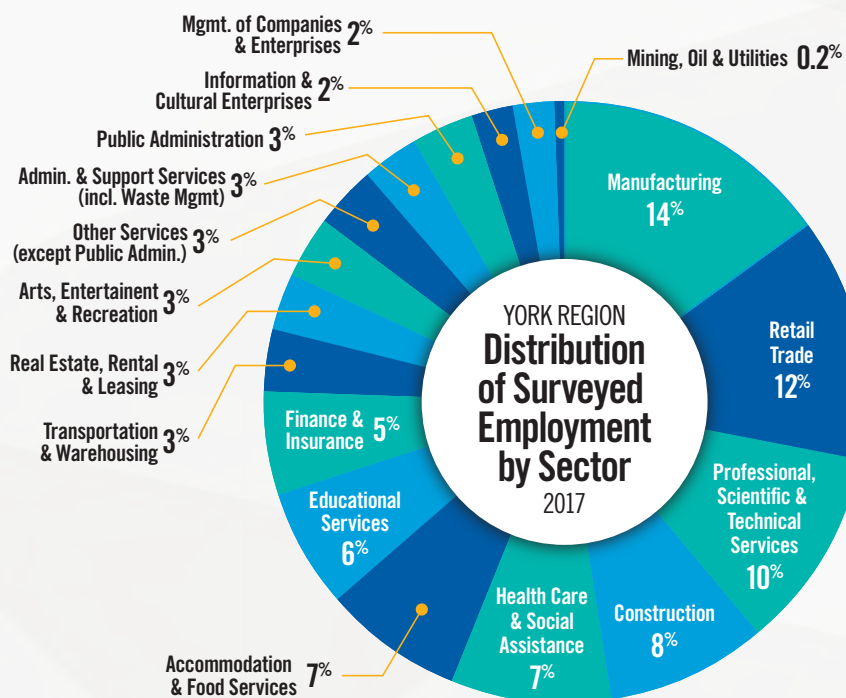 YORK REGION
Distribution
of Surveyed
Employment
by Sector
2017
Manufacturing
14%
Retail
Trade
12%
Professional,
Scientific &
Technical
Services
10%
Construction
8%
Health Care
& Social
Assistance
7%
Accommodation
& Food Services 7%
Educational
Services
6%
Finance &
Insurance 5%
Transportation
& Warehousing 3%
Real Estate, Rental
& Leasing 3%
Arts, Entertainent
& Recreation 3%
Other Services
(except Public Admin.) 3%
Admin. & Support Services
(incl. Waste Mgmt) 3%
Public Administration 3%
Information &
Cultural Enterprises 2%
Mgmt. of Companies
& Enterprises 2%
Mining, Oil & Utilities 0.2%